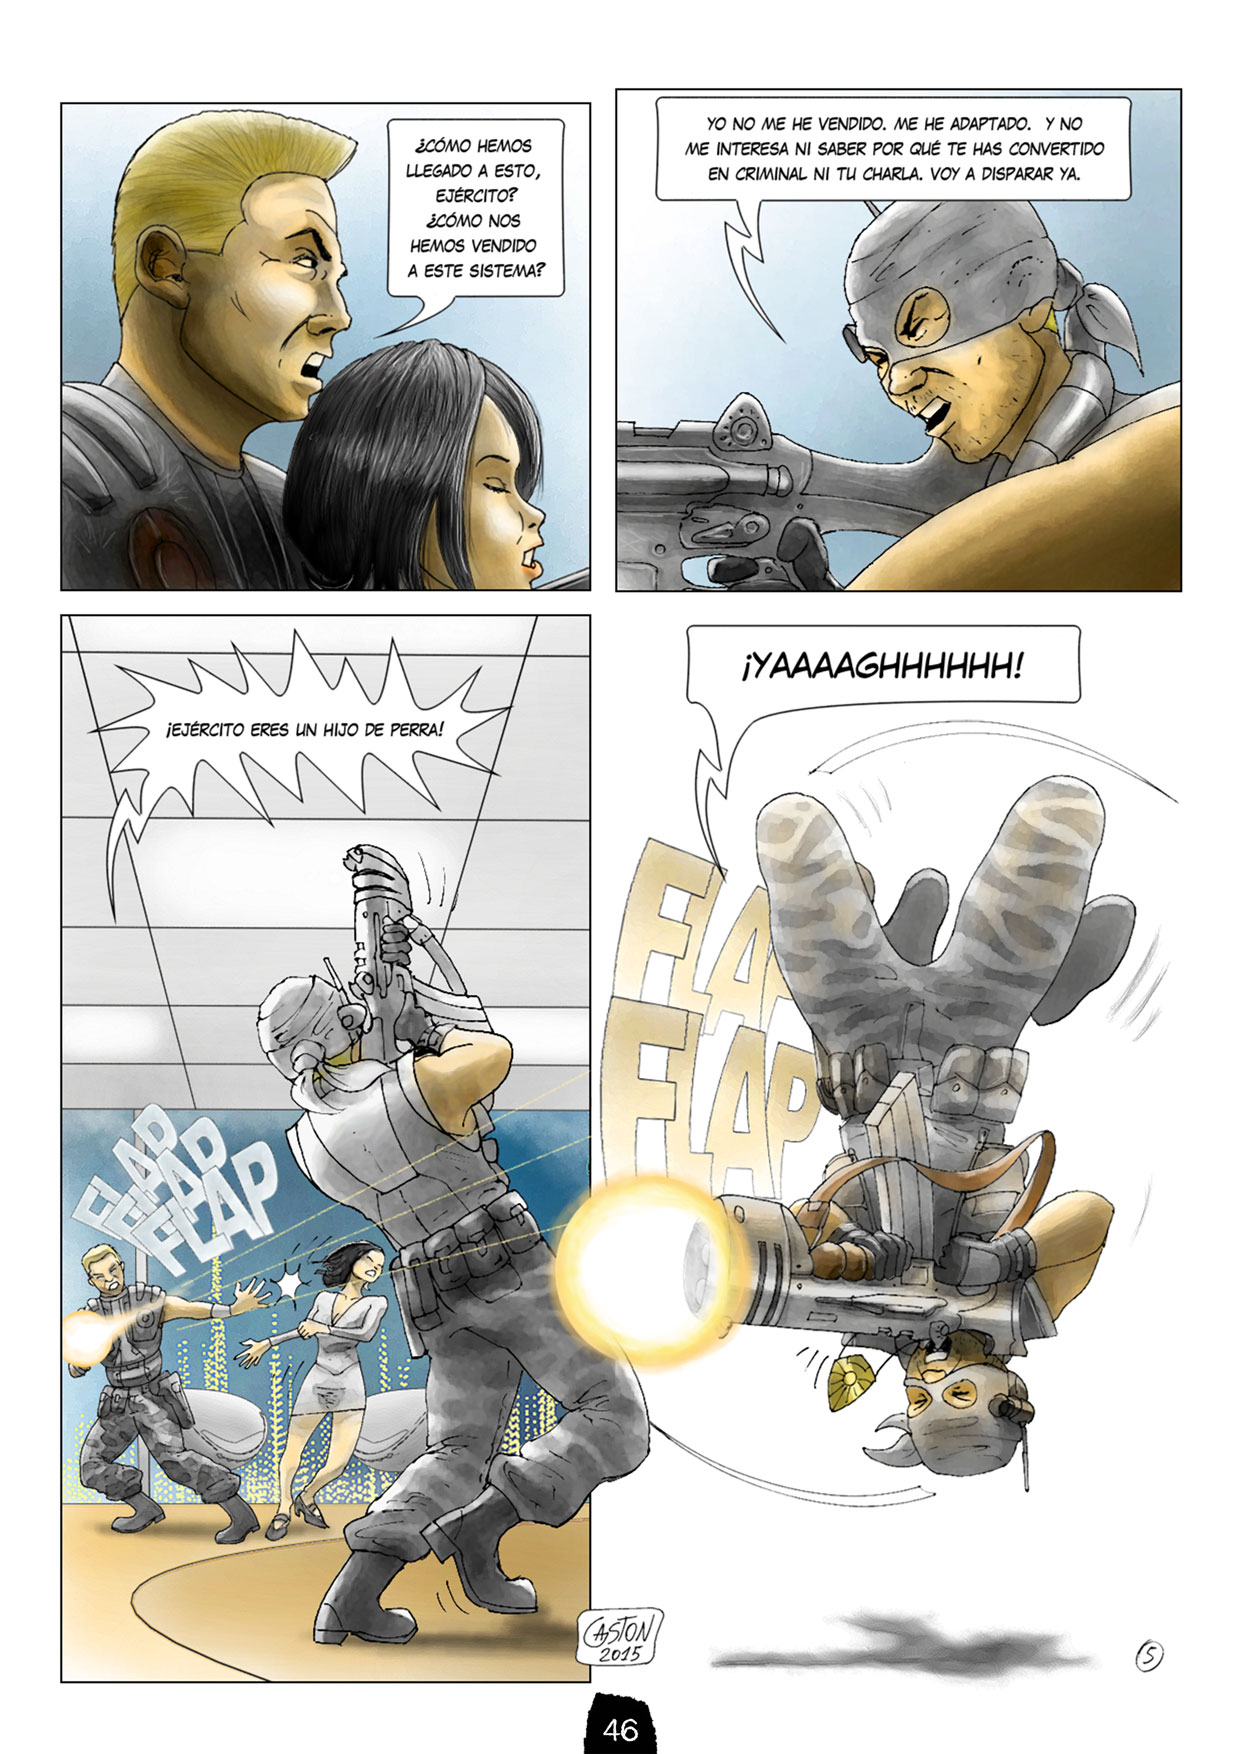 ¿CÓMO HEMOS
LLEGADO A ESTO,
EJÉRCITO?
¿CÓMO NOS
HEMOS VENDIDO
A ESTE SISTEMA?
YO NO ME HE VENDIDO. ME HE ADAPTADO. Y NO
ME INTERESA NI SABER POR QUÉ TE HAS CONVERTIDO
EN CRIMINAL NI TU CHARLA. VOY A DISPARAR YA.
¡EJÉRCITO ERES UN HIJO DE PERRA!
FLAP
FLAP
FLAP
¡YAAAAGHHHHHH!
FLAP
FLAP
GASTON
2015
5
46